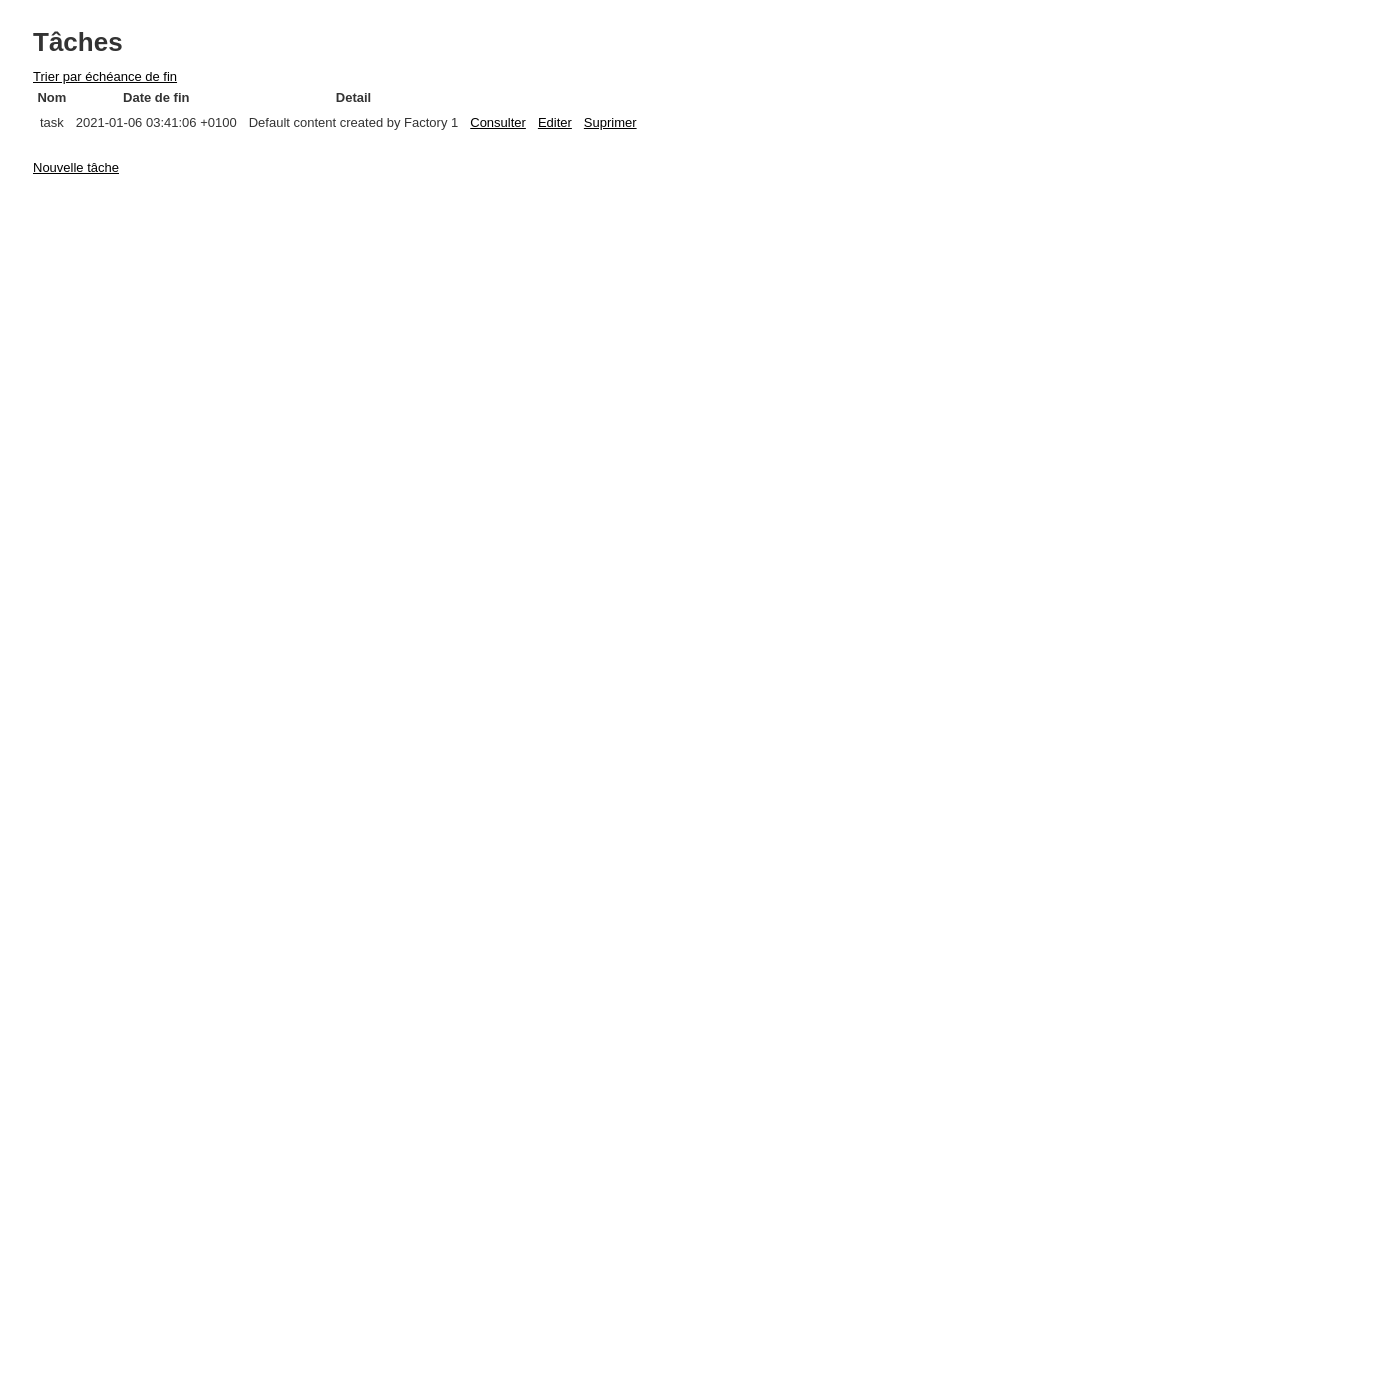 Tâches
Trier par échéance de fin
Nom Date de fin Detail
task 2021-01-06 03:41:06 +0100 Default content created by Factory 1 Consulter Editer Suprimer
Nouvelle tâche